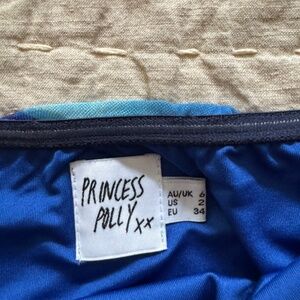 PRINCESS
POLLY xx
AU/UK 6
US 2
EU 34